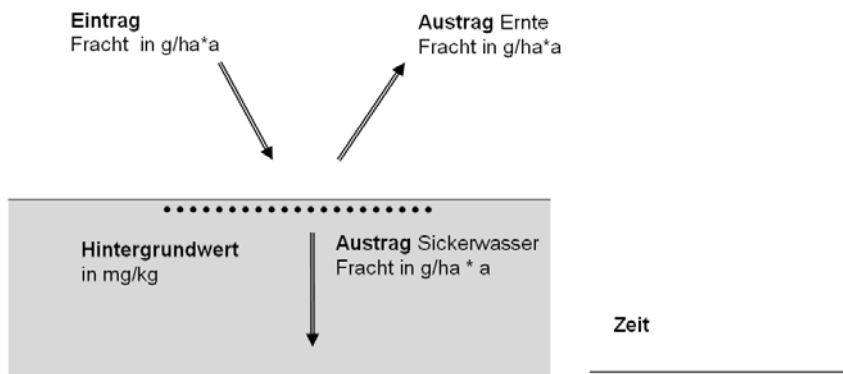 Eintrag
Fracht in g/ha*a
Austrag Ernte
Fracht in g/ha*a
Hintergrundwert
in mg/kg
Austrag Sickerwasser
Fracht in g/ha * a
Zeit